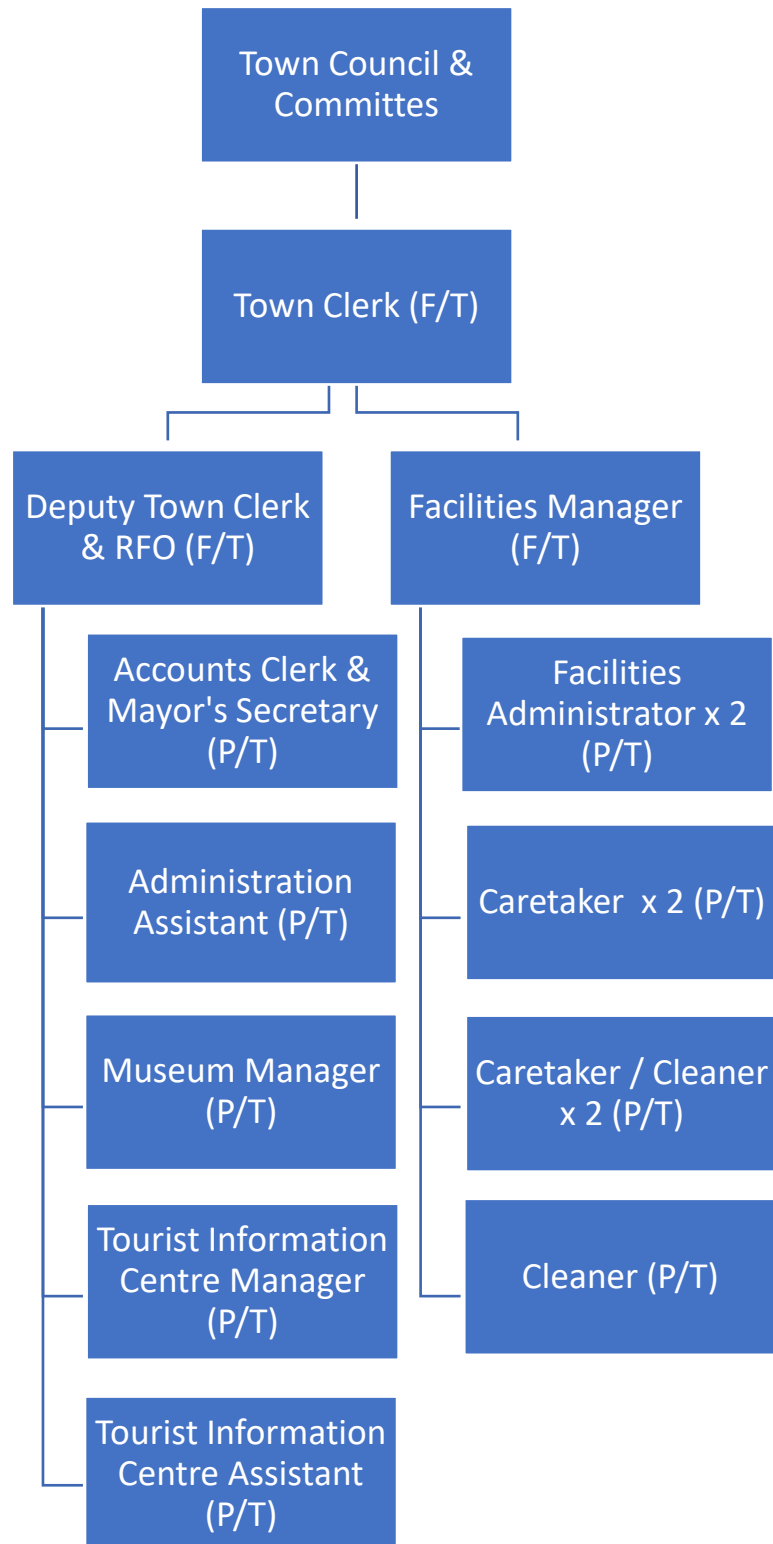 Town Council &
Committes
Town Clerk (F/T)
Deputy Town Clerk
& RFO (F/T)
Facilities Manager
(F/T)
Accounts Clerk &
Mayor's Secretary
(P/T)
Administration
Assistant (P/T)
Museum Manager
(P/T)
Tourist Information
Centre Manager
(P/T)
Tourist Information
Centre Assistant
(P/T)
Facilities
Administrator x 2
(P/T)
Caretaker  x 2 (P/T)
Caretaker / Cleaner
x 2 (P/T)
Cleaner (P/T)